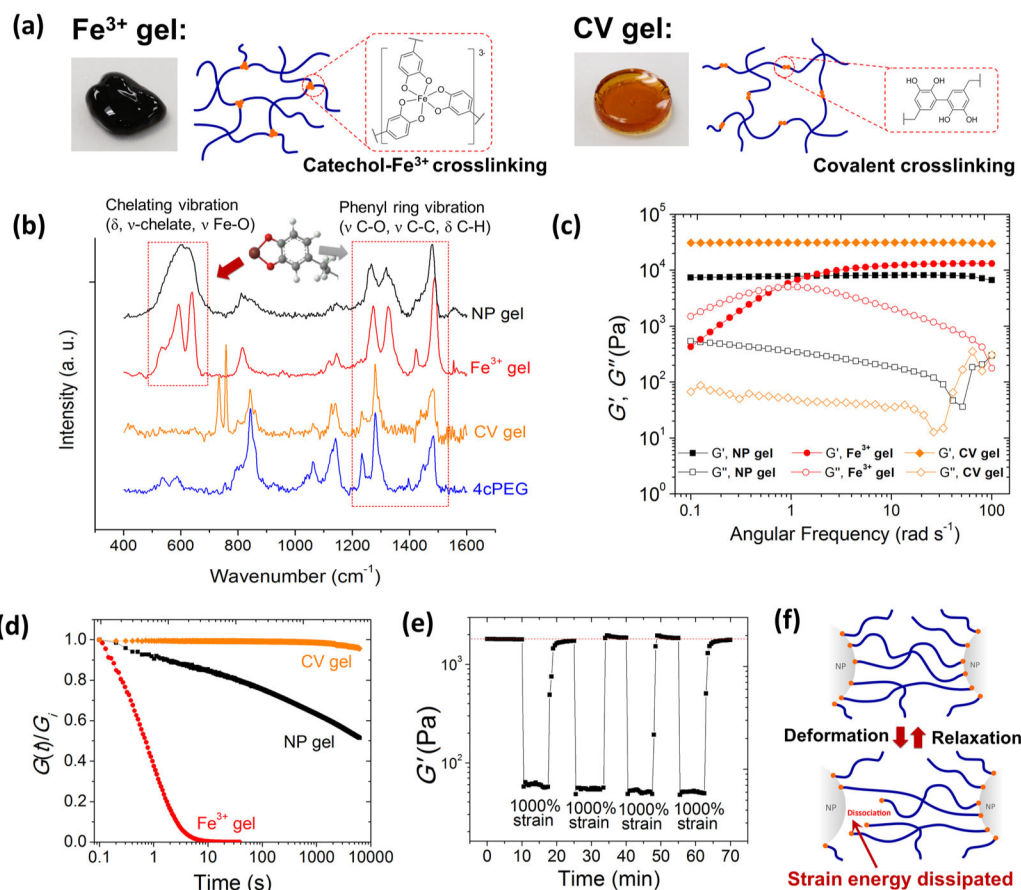 (a)
Fe³⁺ gel:
3-
O
O
O
Fe
O
O
O
Catechol-Fe³⁺ crosslinking
CV gel:
HO OH
OH OH
Covalent crosslinking
(b)
Chelating vibration
(δ, ν-chelate, ν Fe-O)
Phenyl ring vibration
(ν C-O, ν C-C, δ C-H)
NP gel
Fe³⁺ gel
CV gel
4cPEG
Intensity (a. u.)
400 600 800 1000 1200 1400 1600
Wavenumber (cm⁻¹)
(c)
G′, G″ (Pa)
10⁵
10⁴
10³
10²
10¹
10⁰
G′, NP gel G′, Fe³⁺ gel G′, CV gel
G″, NP gel G″, Fe³⁺ gel G″, CV gel
0.1 1 10 100
Angular Frequency (rad s⁻¹)
(d)
G(t)/Gᵢ
1.0
0.8
0.6
0.4
0.2
0.0
CV gel
NP gel
Fe³⁺ gel
0.1 1 10 100 1000 10000
Time (s)
(e)
G′ (Pa)
10³
10²
1000% 1000% 1000% 1000%
strain strain strain strain
0 10 20 30 40 50 60 70
Time (min)
(f)
NP NP
Deformation Relaxation
NP NP
Dissociation
Strain energy dissipated